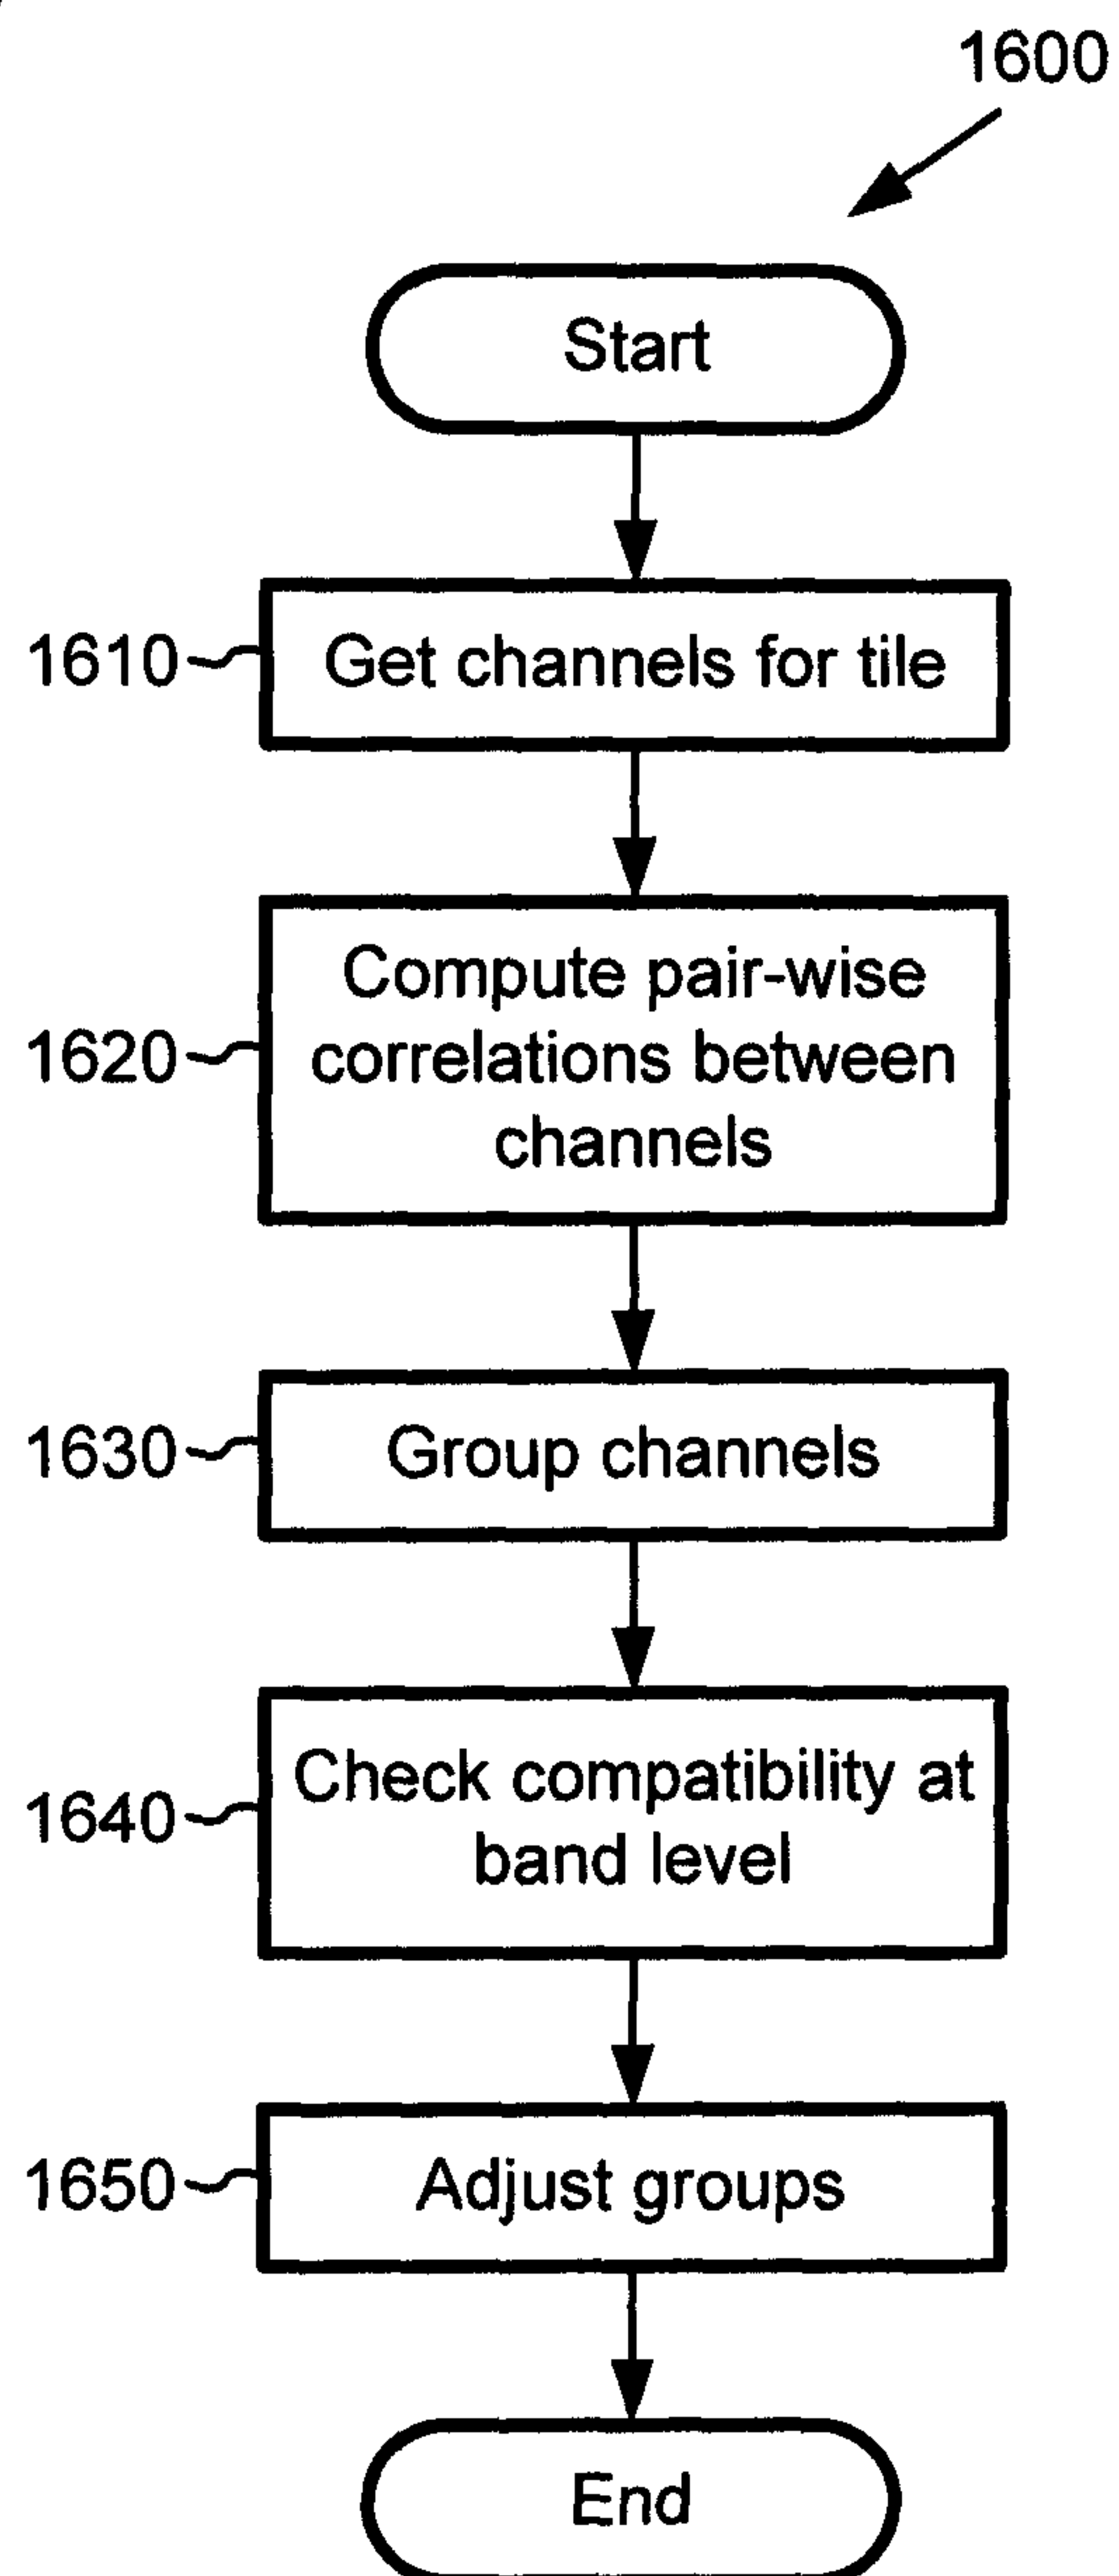 1600
Start
1610
Get channels for tile
1620
Compute pair-wise
correlations between
channels
1630
Group channels
1640
Check compatibility at
band level
1650
Adjust groups
End